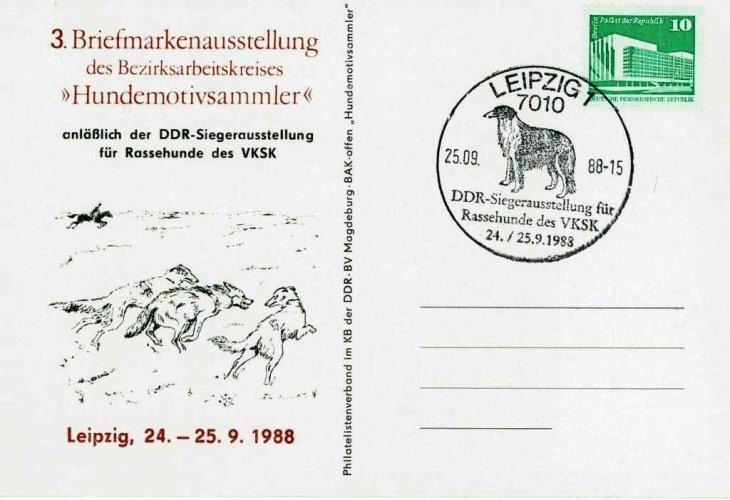 3. Briefmarkenausstellung
des Bezirksarbeitskreises
»Hundemotivsammler«
anläßlich der DDR-Siegerausstellung
für Rassehunde des VKSK
Leipzig, 24. – 25. 9. 1988
Philatelistenverband im KB der DDR · BV Magdeburg · BAK-offen „Hundemotivsammler"
Berlin, Palast der Republik
10
DEUTSCHE DEMOKRATISCHE REPUBLIK
LEIPZIG 1
7010
25.09. 88-15
DDR-Siegerausstellung für
Rassehunde des VKSK
24. / 25.9.1988